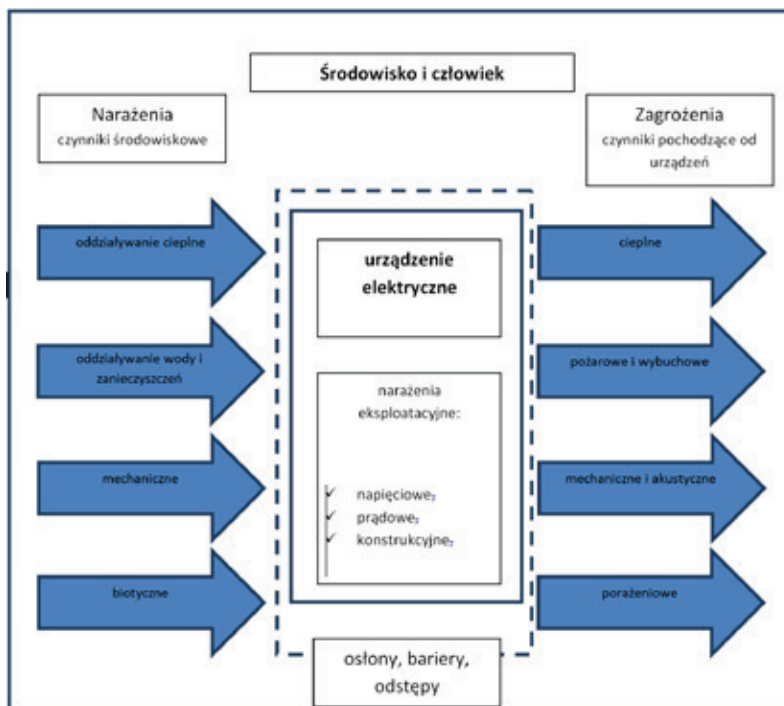 Środowisko i człowiek
Narażenia
czynniki środowiskowe
Zagrożenia
czynniki pochodzące od
urządzeń
oddziaływanie cieplne
oddziaływanie wody i
zanieczyszczeń
mechaniczne
biotyczne
urządzenie
elektryczne
narażenia
eksploatacyjne:
✓ napięciowe,
✓ prądowe,
✓ konstrukcyjne,
cieplne
pożarowe i wybuchowe
mechaniczne i akustyczne
porażeniowe
osłony, bariery,
odstępy